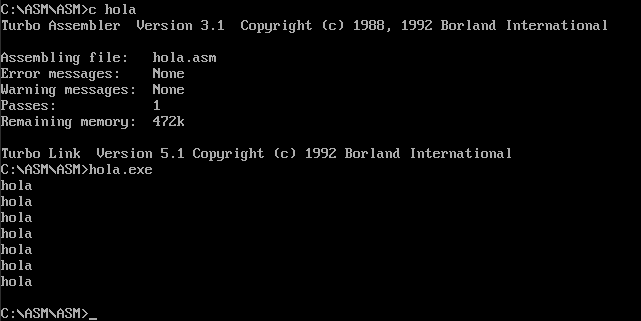 C:\ASM\ASM>c hola
Turbo Assembler  Version 3.1  Copyright (c) 1988, 1992 Borland International
Assembling file:   hola.asm
Error messages:    None
Warning messages:  None
Passes:            1
Remaining memory:  472k
Turbo Link  Version 5.1 Copyright (c) 1992 Borland International
C:\ASM\ASM>hola.exe
hola
hola
hola
hola
hola
hola
hola
C:\ASM\ASM>_